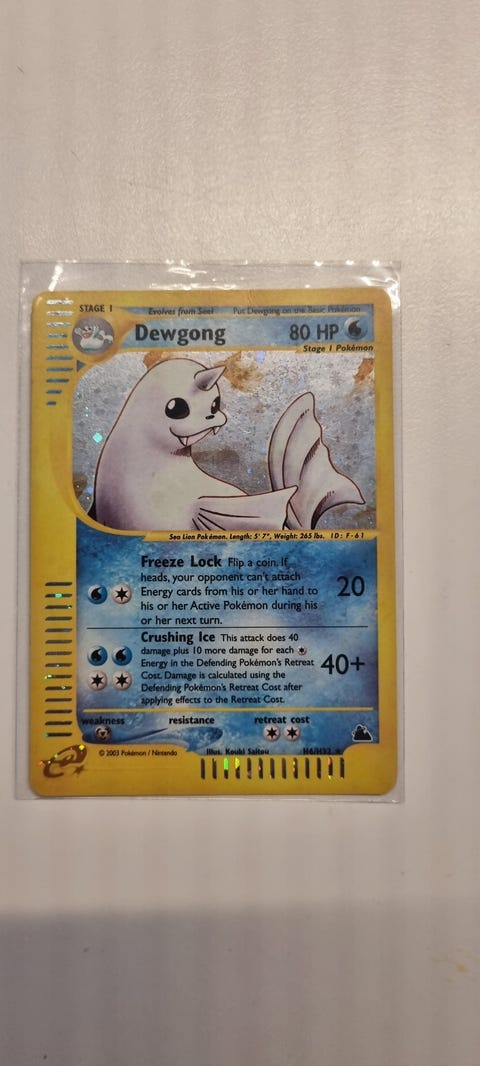 STAGE 1 Evolves from Seel Put Dewgong on the Basic Pokémon
Dewgong 80 HP
Stage 1 Pokémon
Sea Lion Pokémon. Length: 5' 7", Weight: 265 lbs. ID: F-61
Freeze Lock Flip a coin. If
heads, your opponent can't attach
Energy cards from his or her hand to
his or her Active Pokémon during his
or her next turn.
20
Crushing Ice This attack does 40
damage plus 10 more damage for each
Energy in the Defending Pokémon's Retreat
Cost. Damage is calculated using the
Defending Pokémon's Retreat Cost after
applying effects to the Retreat Cost.
40+
weakness resistance retreat cost
© 2003 Pokémon / Nintendo Illus. Kouki Saitou H6/H32